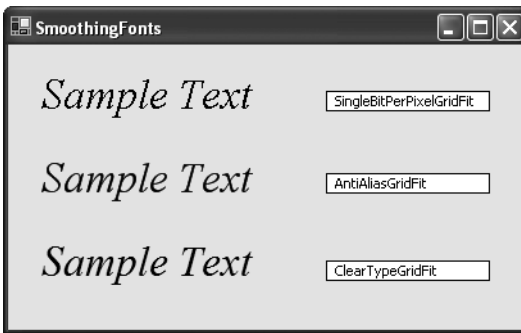 SmoothingFonts
Sample Text
SingleBitPerPixelGridFit
Sample Text
AntiAliasGridFit
Sample Text
ClearTypeGridFit